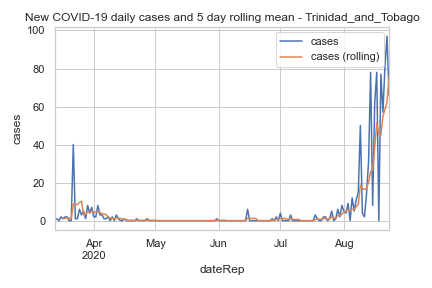 New COVID-19 daily cases and 5 day rolling mean - Trinidad_and_Tobago
cases
cases (rolling)
100
80
60
40
20
0
cases
Apr
2020
May
Jun
Jul
Aug
dateRep